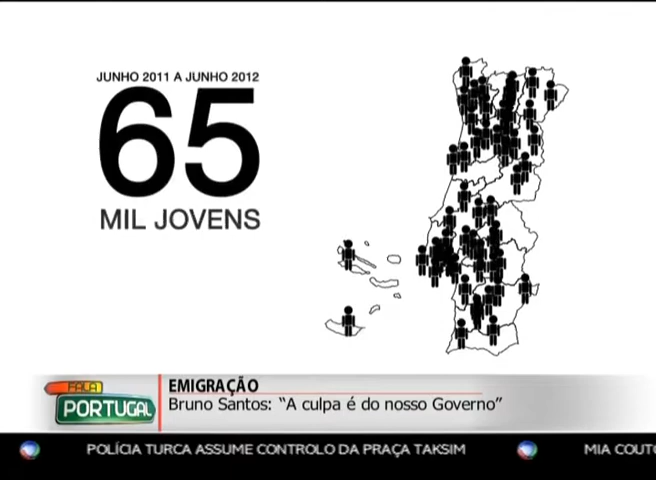 JUNHO 2011 A JUNHO 2012
65
MIL JOVENS
FALA
PORTUGAL
EMIGRAÇÃO
Bruno Santos: “A culpa é do nosso Governo”
POLÍCIA TURCA ASSUME CONTROLO DA PRAÇA TAKSIM
MIA COUTO